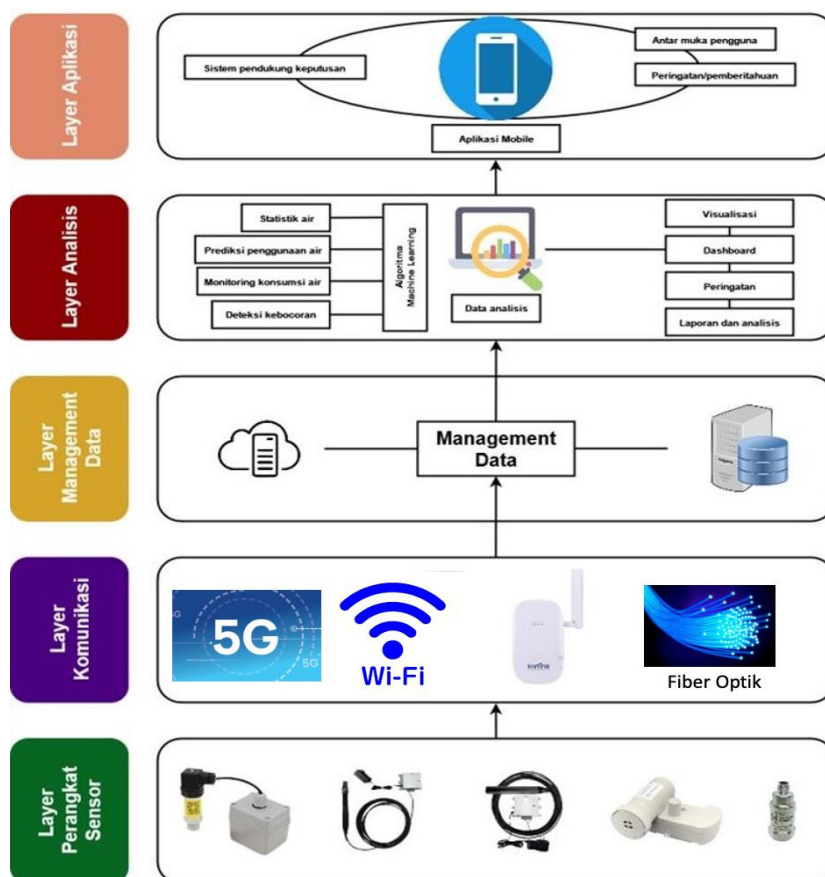 Layer Aplikasi
Sistem pendukung keputusan
Antar muka pengguna
Peringatan/pemberitahuan
Aplikasi Mobile
Layer Analisis
Statistik air
Prediksi penggunaan air
Monitoring konsumsi air
Deteksi kebocoran
Algoritma
Machine Learning
Data analisis
Visualisasi
Dashboard
Peringatan
Laporan dan analisis
Layer
Management
Data
Management
Data
Layer
Komunikasi
5G
5G
5G
Wi-Fi
Fiber Optik
Layer
Perangkat
Sensor